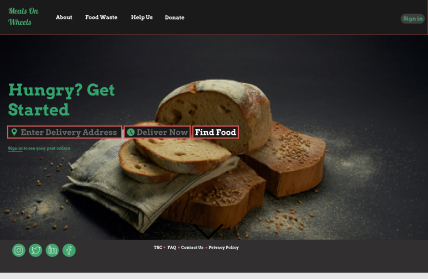 Meals On
Wheels
About
Food Waste
Help Us
Donate
Sign in
Hungry? Get
Started
Enter Delivery Address
Deliver Now
Find Food
Sign in to see your past orders
T&C • FAQ • Contact Us • Privacy Policy